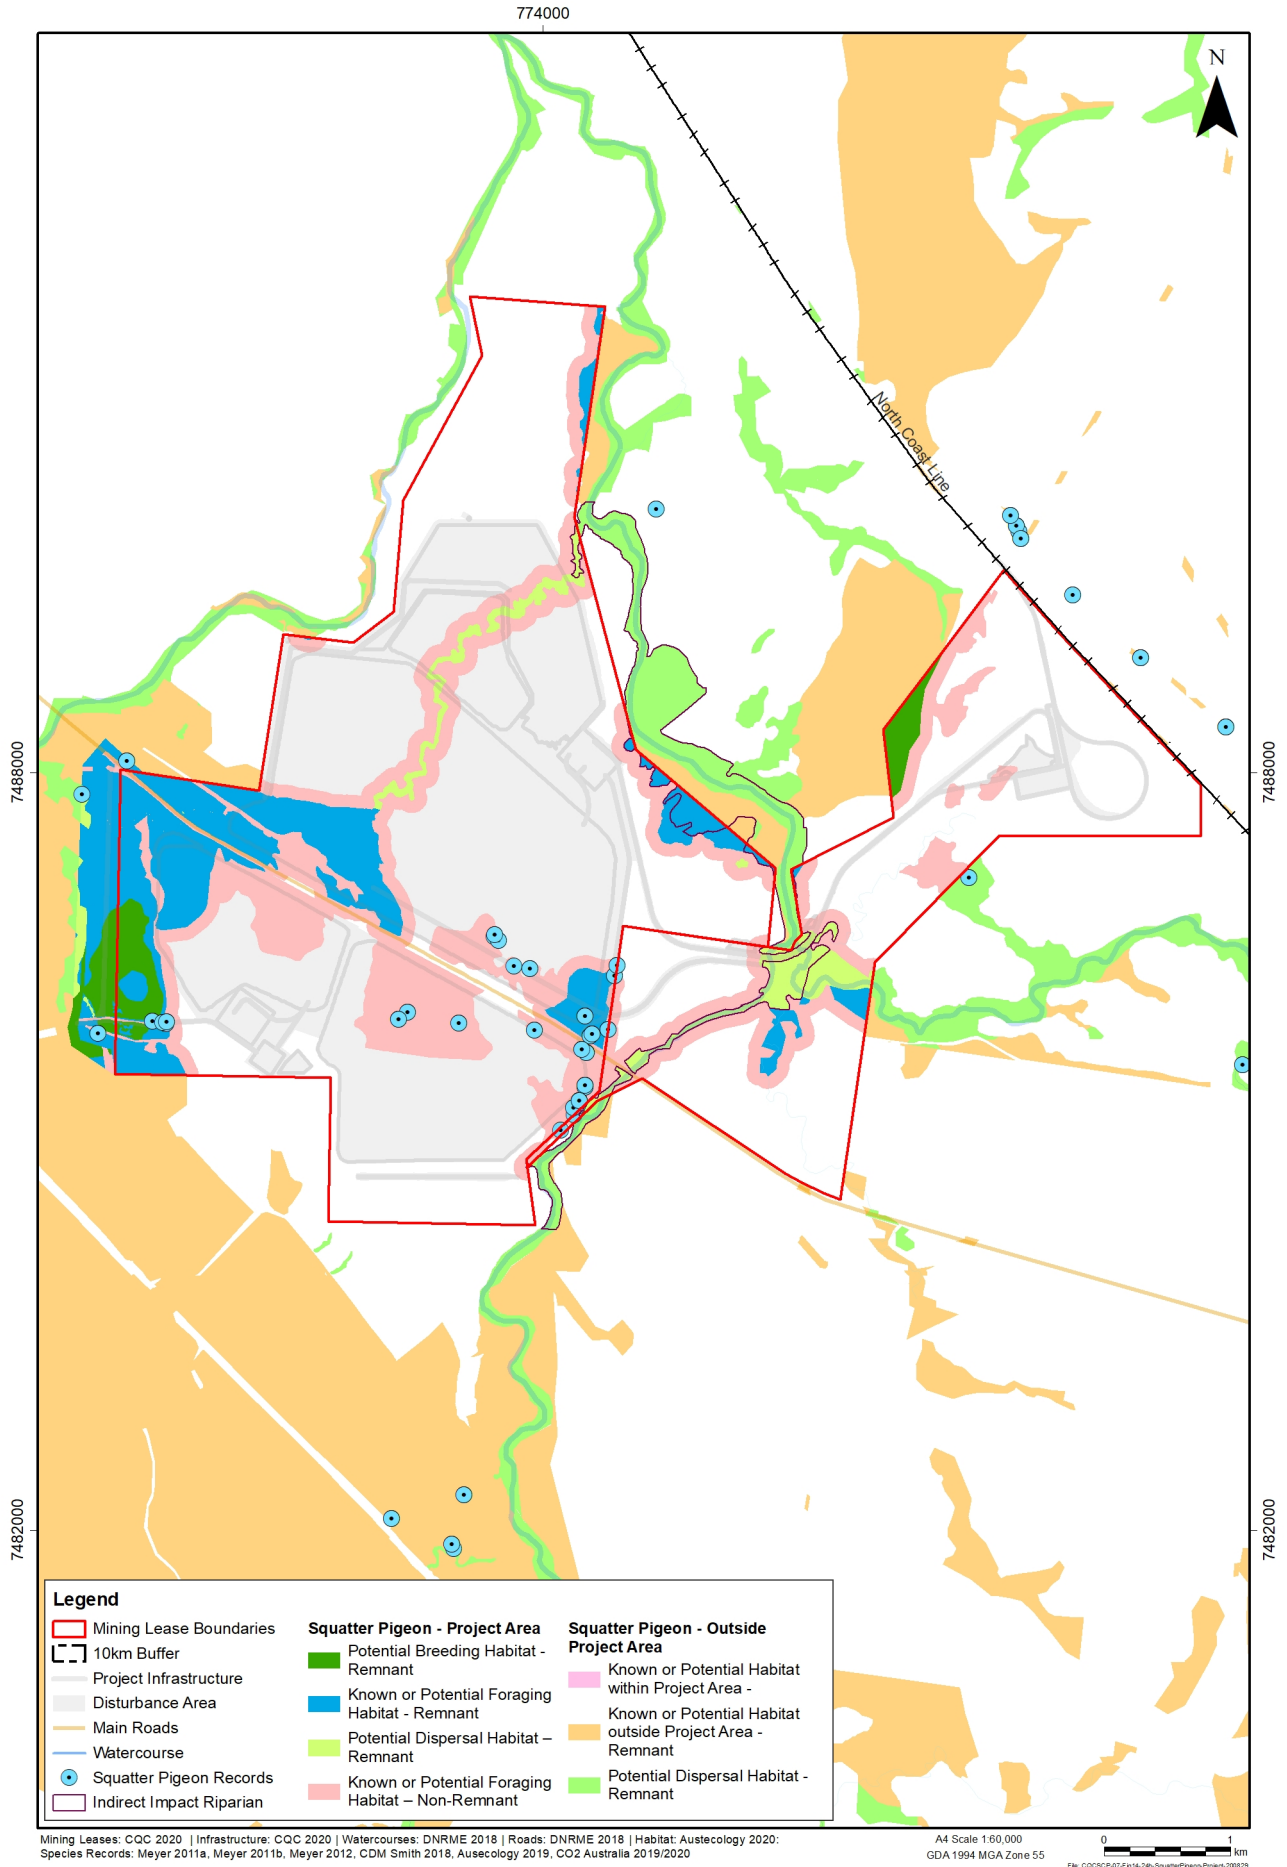 774000
N
North Coast Line
7488000
7488000
7482000
7482000
Legend
Mining Lease Boundaries
10km Buffer
Project Infrastructure
Disturbance Area
Main Roads
Watercourse
Squatter Pigeon Records
Indirect Impact Riparian
Squatter Pigeon - Project Area
Potential Breeding Habitat -
Remnant
Known or Potential Foraging
Habitat - Remnant
Potential Dispersal Habitat –
Remnant
Known or Potential Foraging
Habitat – Non-Remnant
Squatter Pigeon - Outside
Project Area
Known or Potential Habitat
within Project Area -
Known or Potential Habitat
outside Project Area -
Remnant
Potential Dispersal Habitat -
Remnant
Mining Leases: CQC 2020 | Infrastructure: CQC 2020 | Watercourses: DNRME 2018 | Roads: DNRME 2018 | Habitat: Austecology 2020:
Species Records: Meyer 2011a, Meyer 2011b, Meyer 2012, CDM Smith 2018, Ausecology 2019, CO2 Australia 2019/2020
A4 Scale 1:60,000
GDA 1994 MGA Zone 55
0 1
km